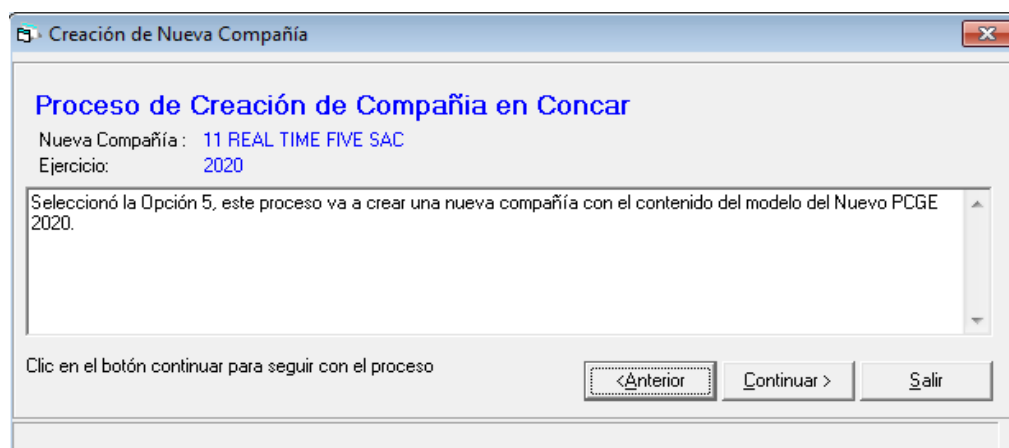 Creación de Nueva Compañía
Proceso de Creación de Compañia en Concar
Nueva Compañía : 11 REAL TIME FIVE SAC
Ejercicio: 2020
Seleccionó la Opción 5, este proceso va a crear una nueva compañía con el contenido del modelo del Nuevo PCGE
2020.
Clic en el botón continuar para seguir con el proceso
<Anterior Continuar > Salir